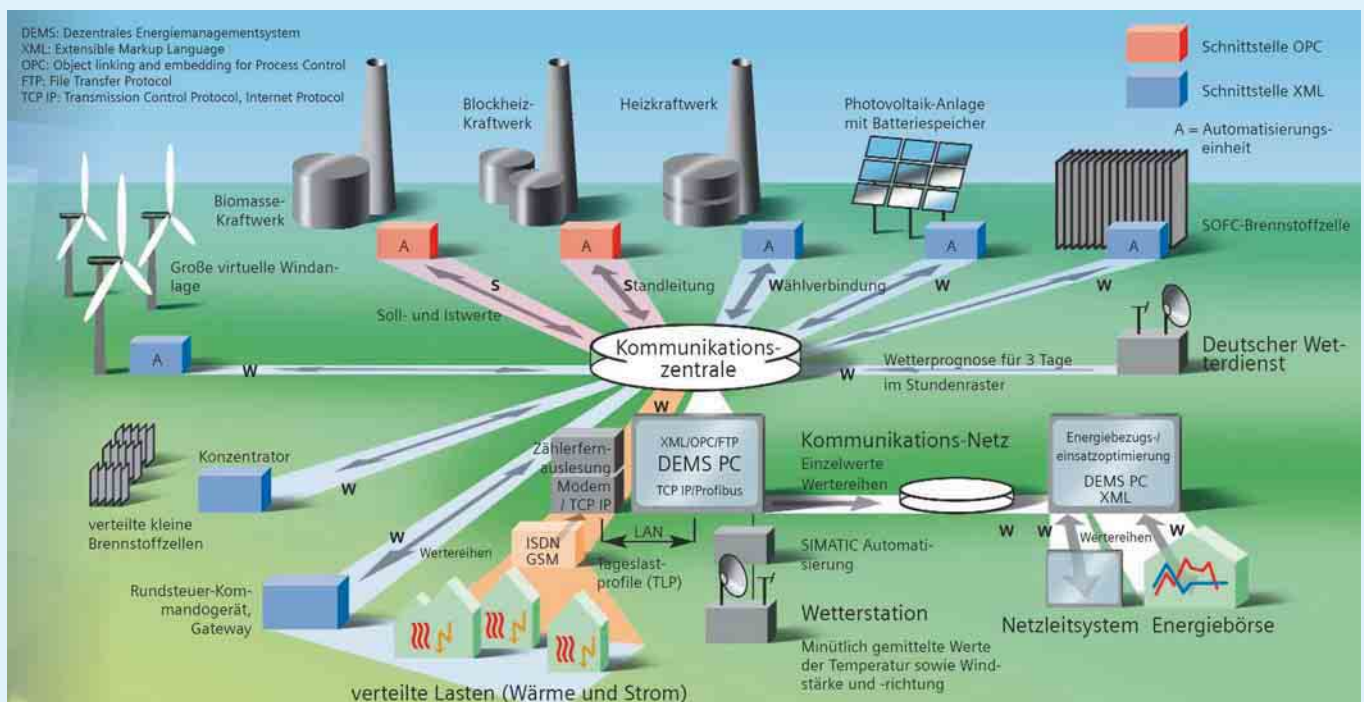 DEMS: Dezentrales Energiemanagementsystem
XML: Extensible Markup Language
OPC: Object linking and embedding for Process Control
FTP: File Transfer Protocol
TCP IP: Transmission Control Protocol, Internet Protocol
Schnittstelle OPC
Schnittstelle XML
A = Automatisierungs-
einheit
Biomasse-
Kraftwerk
Blockheiz-
Kraftwerk
Heizkraftwerk
Photovoltaik-Anlage
mit Batteriespeicher
SOFC-Brennstoffzelle
A
A
A
A
A
Große virtuelle Windan-
lage
A
W
S
Soll- und Istwerte
Standleitung
Wählverbindung
W
W
Kommunikations-
zentrale
W
Wetterprognose für 3 Tage
im Stundenraster
Deutscher Wet-
terdienst
verteilte kleine
Brennstoffzellen
Konzentrator
W
W
Zählerfern-
auslesung
Modem
/ TCP IP
XML/OPC/FTP
DEMS PC
TCP IP/Profibus
Kommunikations-Netz
Einzelwerte
Wertereihen
Energiebezugs-/
einsatzoptimierung
DEMS PC
XML
W
W
W
Wertereihen
Netzleitsystem
Energiebörse
W
Wertereihen
Rundsteuer-Kom-
mandogerät,
Gateway
ISDN
GSM
LAN
Tageslast-
profile (TLP)
SIMATIC Automati-
sierung
Wetterstation
Minütlich gemittelte Werte
der Temperatur sowie Wind-
stärke und -richtung
verteilte Lasten (Wärme und Strom)